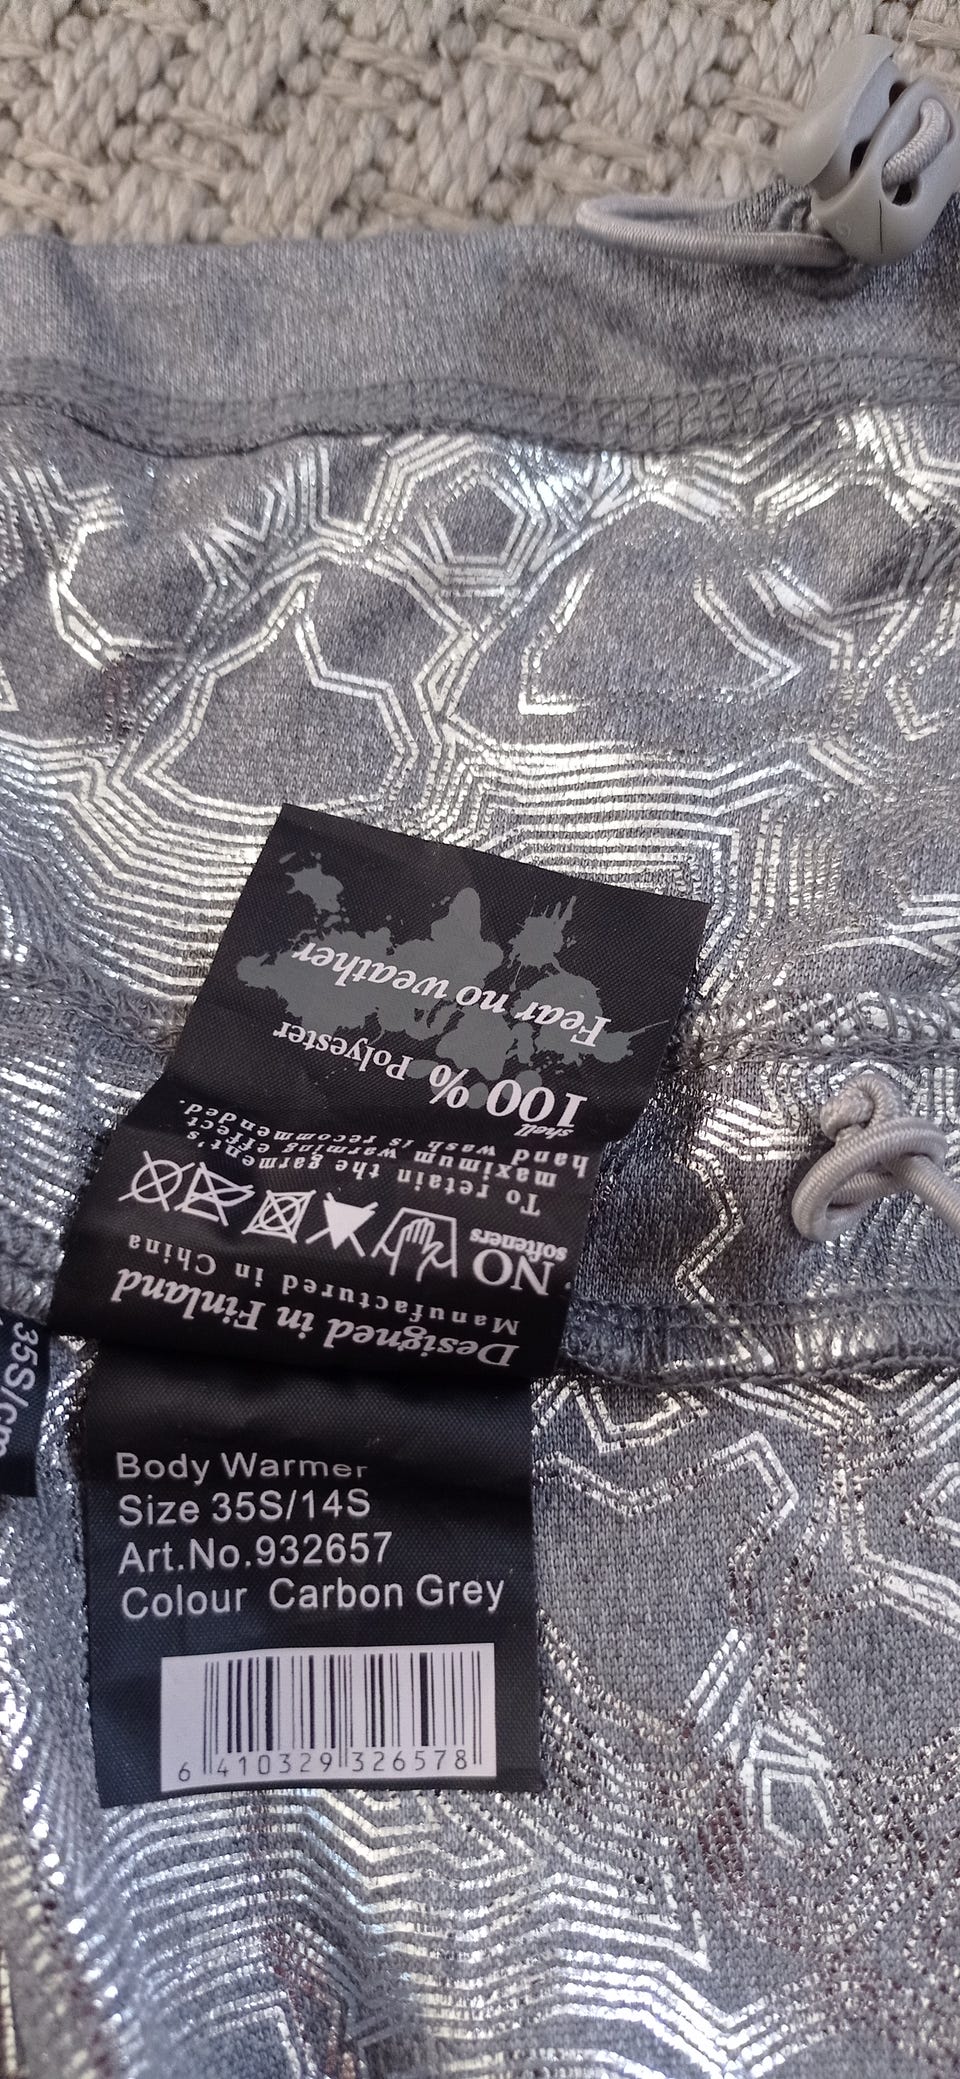 Fear no weather
shell
100 % Polyester
To retain the garment's
maximum warming effect
hand wash is recommended.
NO
softeners
Designed in Finland
Manufactured in China
35S/cm
Body Warmer
Size 35S/14S
Art.No.932657
Colour Carbon Grey
6 410329 326578